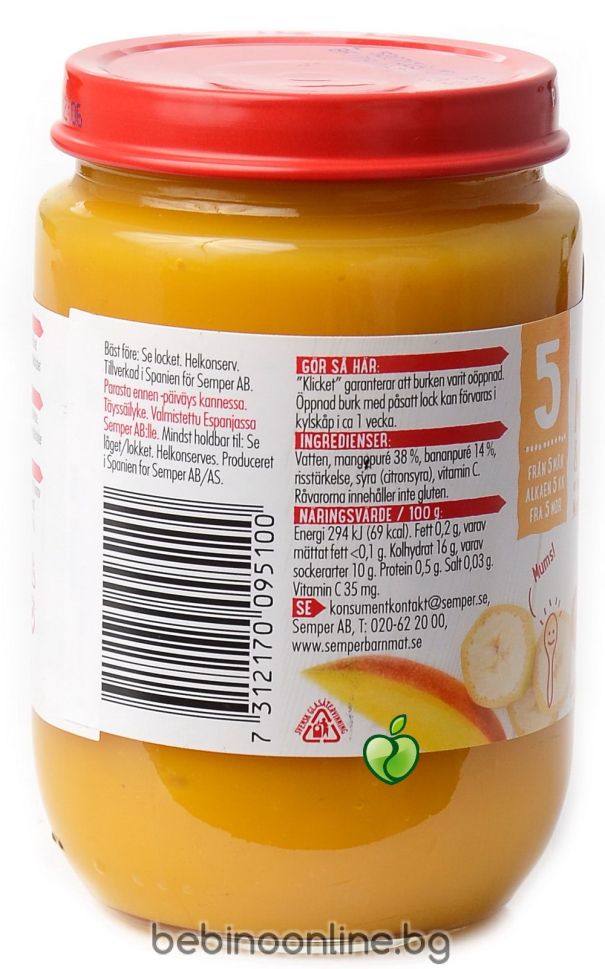 06
Bäst före: Se locket. Helkonserv.
Tillverkad i Spanien för Semper AB.
Parasta ennen -päiväys kannessa.
Täyssäilyke. Valmistettu Espanjassa
Semper AB:lle. Mindst holdbar til: Se
låget/lokket. Helkonserves. Produceret
i Spanien for Semper AB/AS.
7 312170 095100
GÖR SÅ HÄR:
"Klicket" garanterar att burken varit oöppnad.
Öppnad burk med påsatt lock kan förvaras i
kylskåp i ca 1 vecka.
INGREDIENSER:
Vatten, mangopuré 38 %, bananpuré 14 %,
risstärkelse, syra (citronsyra), vitamin C.
Råvarorna innehåller inte gluten.
NÄRINGSVÄRDE / 100 g:
Energi 294 kJ (69 kcal). Fett 0,2 g, varav
mättat fett <0,1 g. Kolhydrat 16 g, varav
sockerarter 10 g. Protein 0,5 g. Salt 0,03 g.
Vitamin C 35 mg.
SE konsumentkontakt@semper.se,
Semper AB, T: 020-62 20 00,
www.semperbarnmat.se
SVENSK GLASÅTERVINNING
5
FRÅN 5 MÅN
ALKAEN 5 KK
FRA 5 MDR
Mums!
bebinoonline.bg